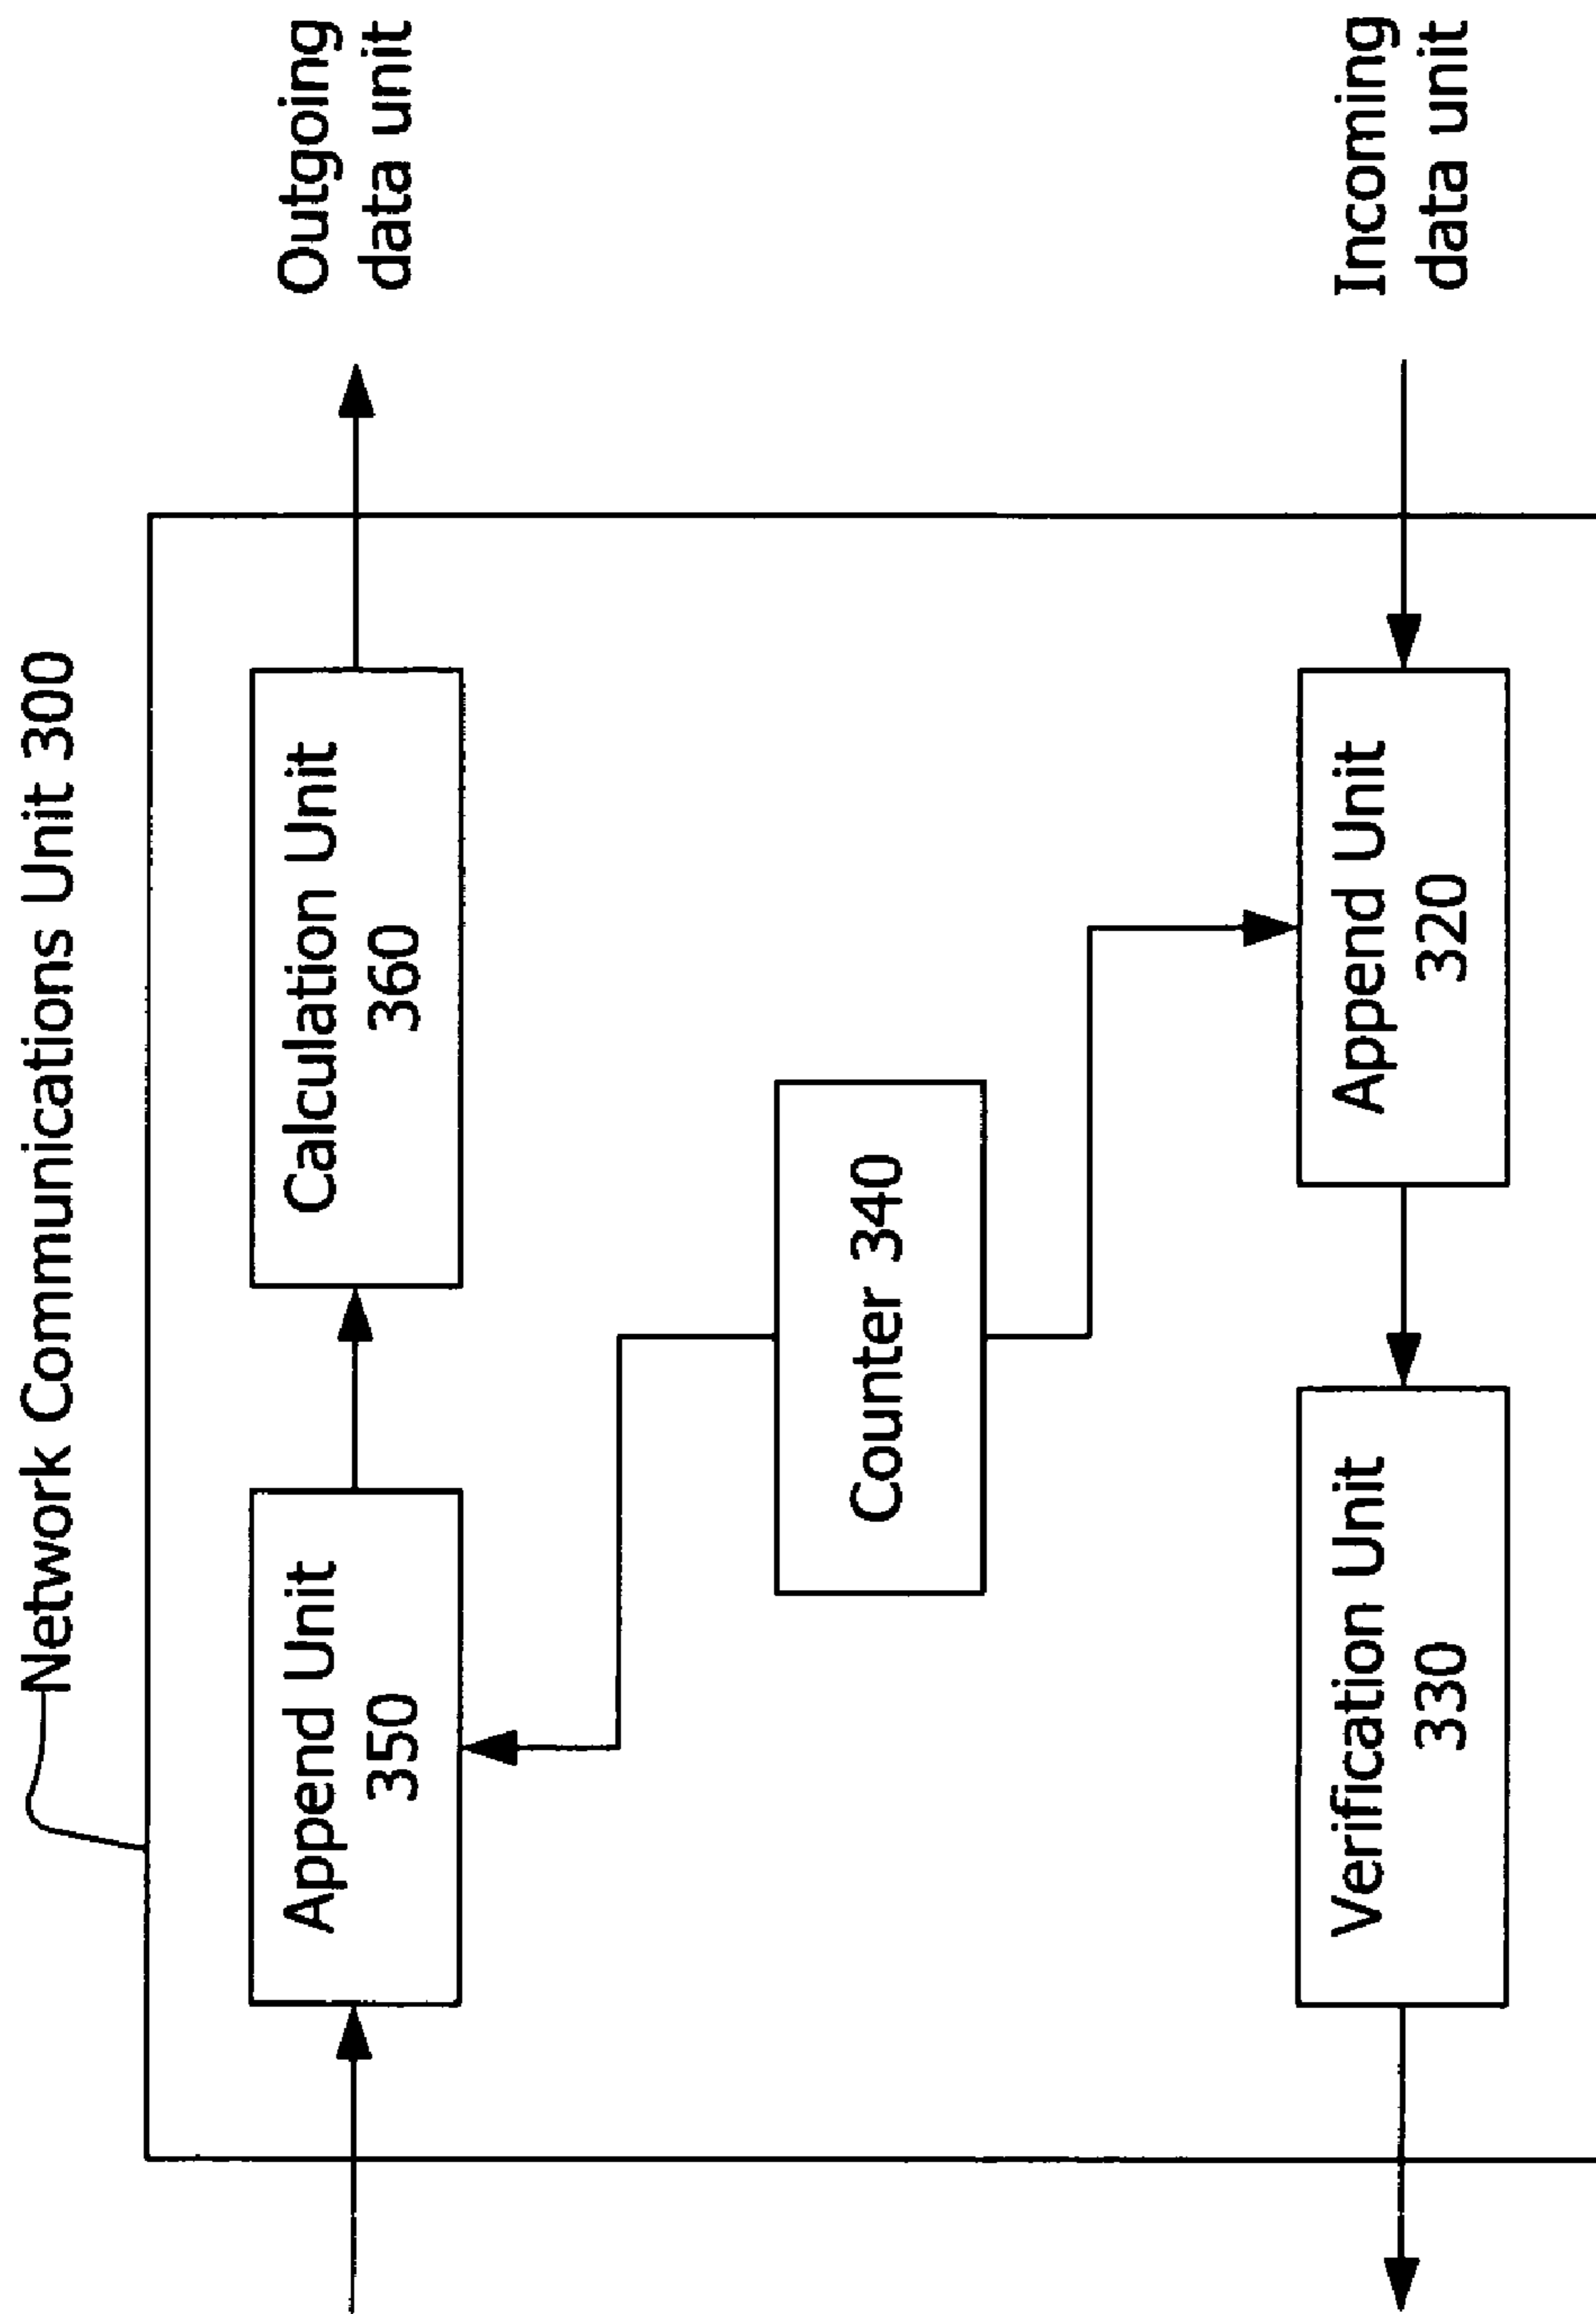 Network Communications Unit 300
Append Unit
350
Calculation Unit
360
Outgoing
data unit
Counter 340
Verification Unit
330
Append Unit
320
Incoming
data unit